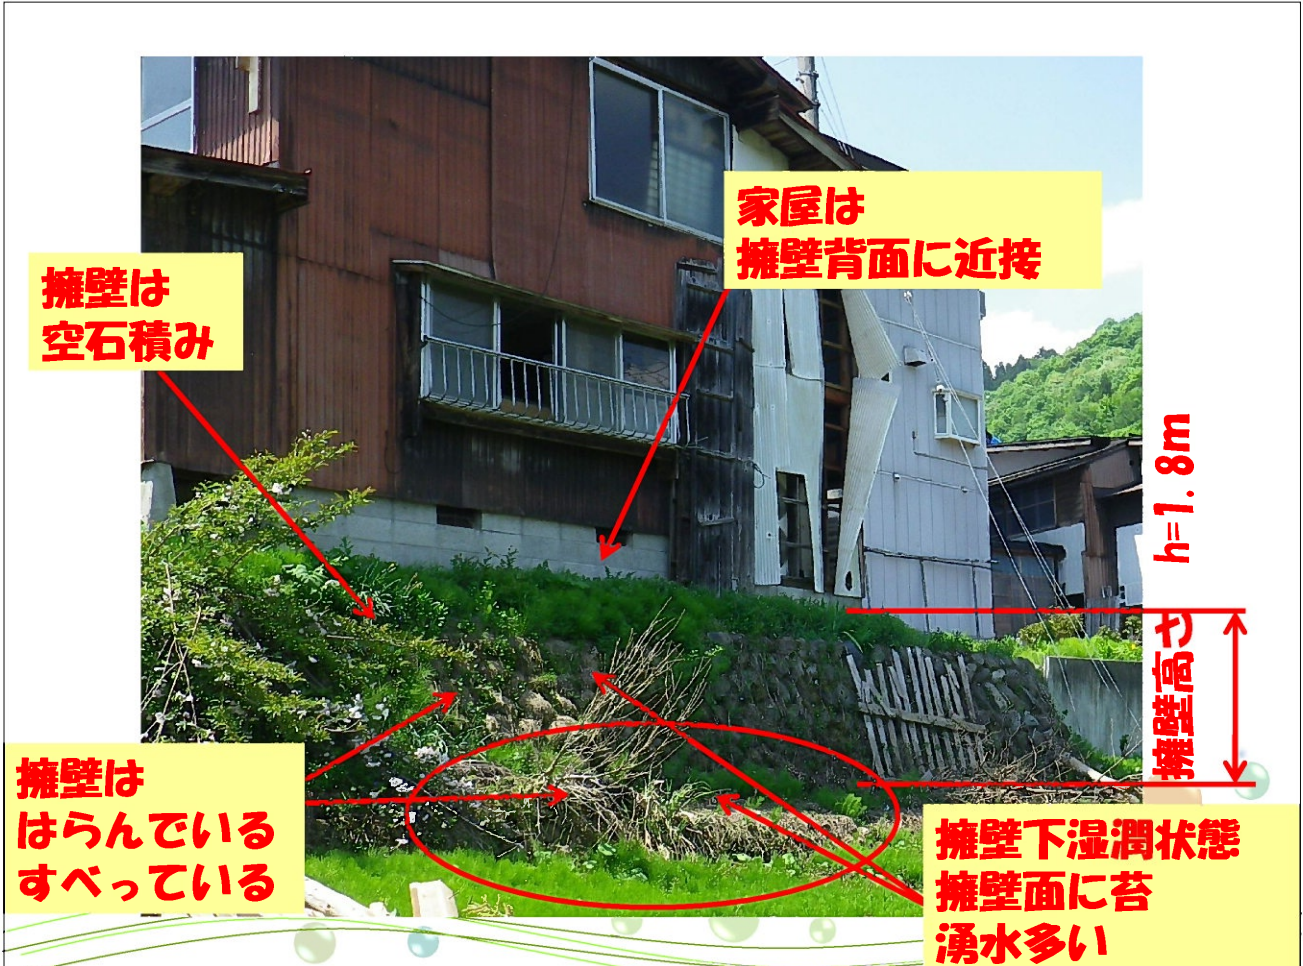 家屋は
擁壁背面に近接
擁壁は
空石積み
擁壁高さ h=1.8m
擁壁は
はらんでいる
すべっている
擁壁下湿潤状態
擁壁面に苔
湧水多い